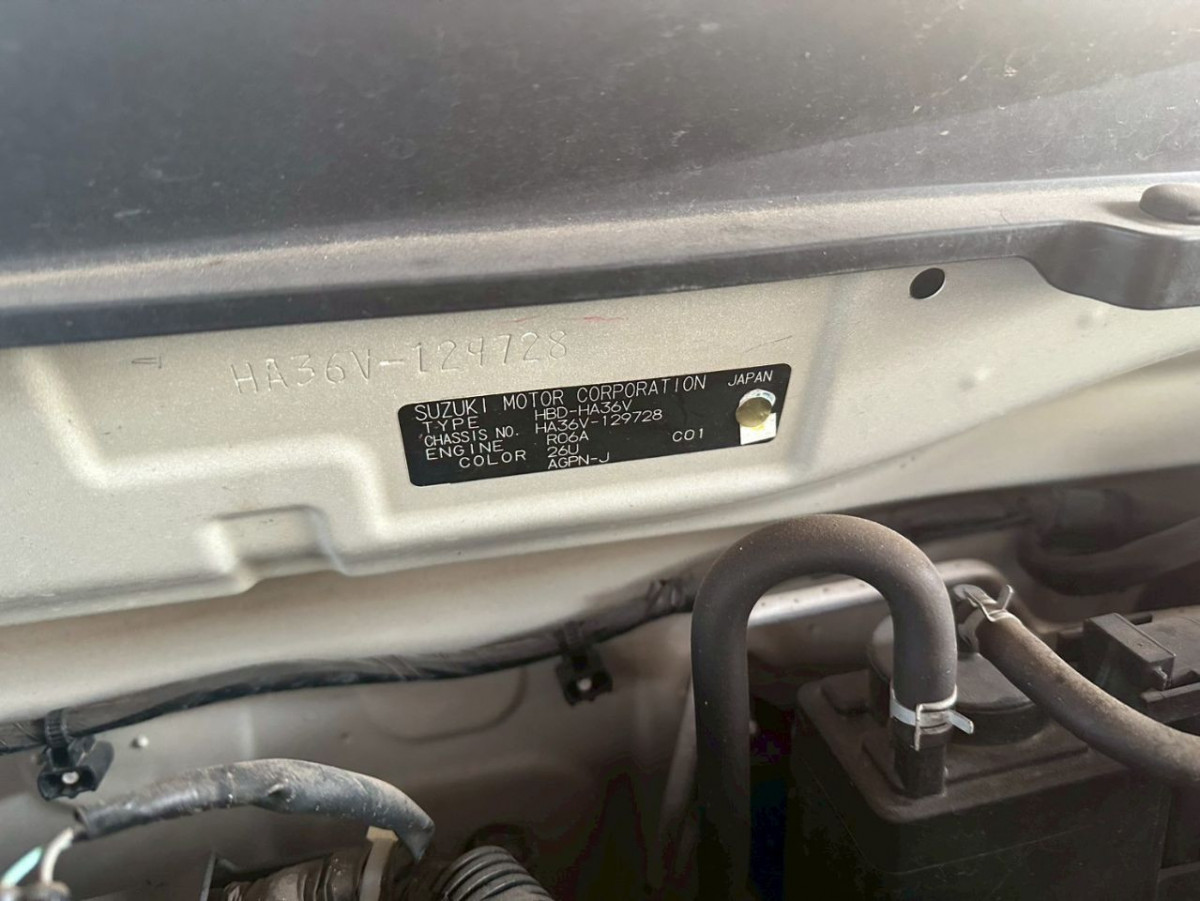 HA36V-129728
SUZUKI MOTOR CORPORATION JAPAN
TYPE HBD-HA36V
CHASSIS NO. HA36V-129728
ENGINE R06A C01
COLOR 26U
AGPN-J